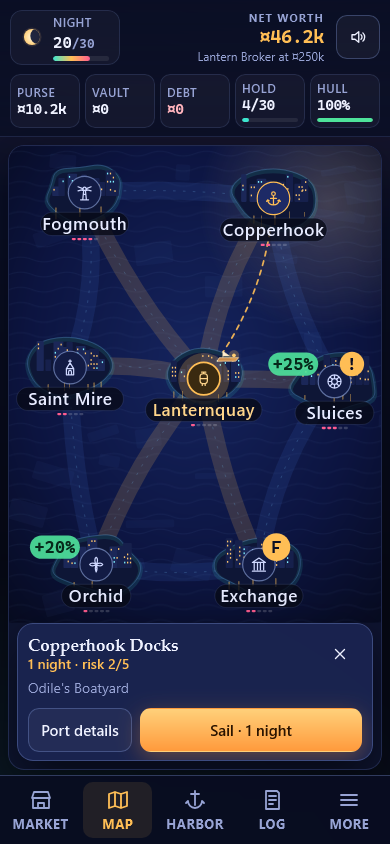 NIGHT
20/30
NET WORTH
¤46.2k
Lantern Broker at ¤250k
PURSE
¤10.2k
VAULT
¤0
DEBT
¤0
HOLD
4/30
HULL
100%
Fogmouth
Copperhook
+25%
!
Saint Mire
Lanternquay
Sluices
+20%
F
Orchid
Exchange
Copperhook Docks
1 night · risk 2/5
Odile's Boatyard
Port details
Sail · 1 night
MARKET
MAP
HARBOR
LOG
MORE